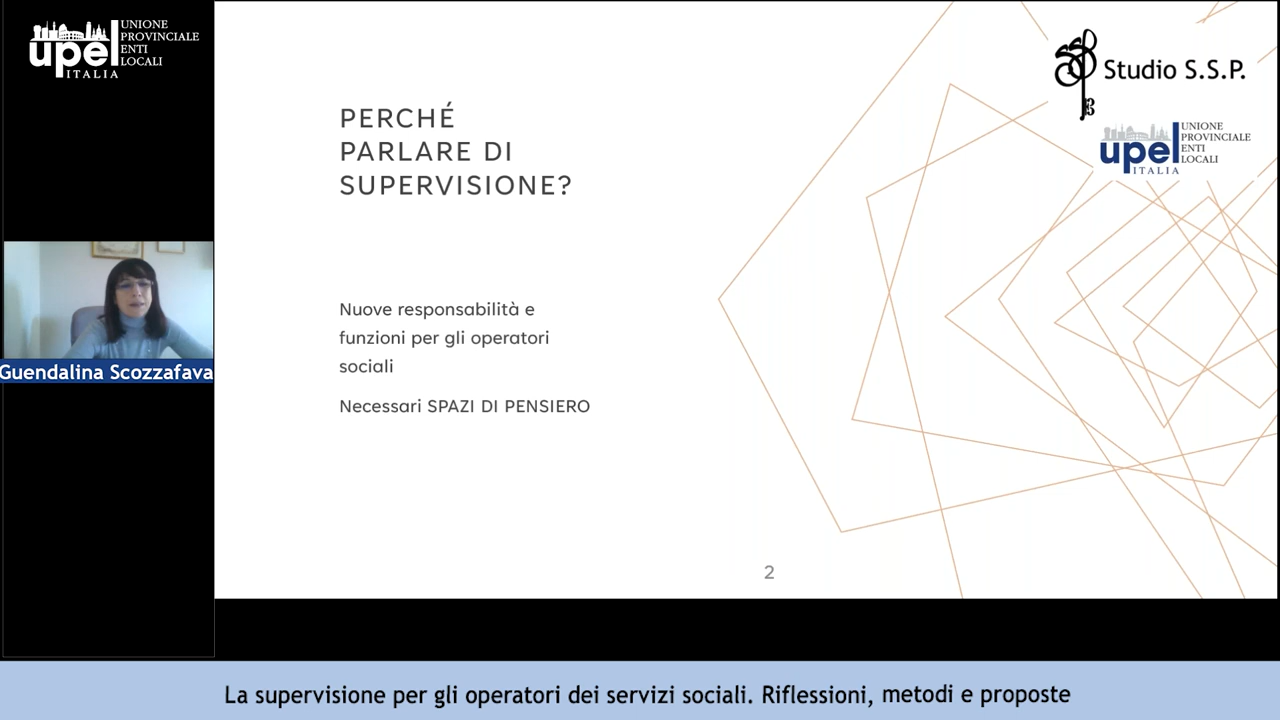 upel
ITALIA
UNIONE
PROVINCIALE
ENTI
LOCALI
PERCHÉ
PARLARE DI
SUPERVISIONE?
Nuove responsabilità e
funzioni per gli operatori
sociali
Necessari SPAZI DI PENSIERO
2
Studio S.S.P.
upel
ITALIA
UNIONE
PROVINCIALE
ENTI
LOCALI
Guendalina Scozzafava
La supervisione per gli operatori dei servizi sociali. Riflessioni, metodi e proposte